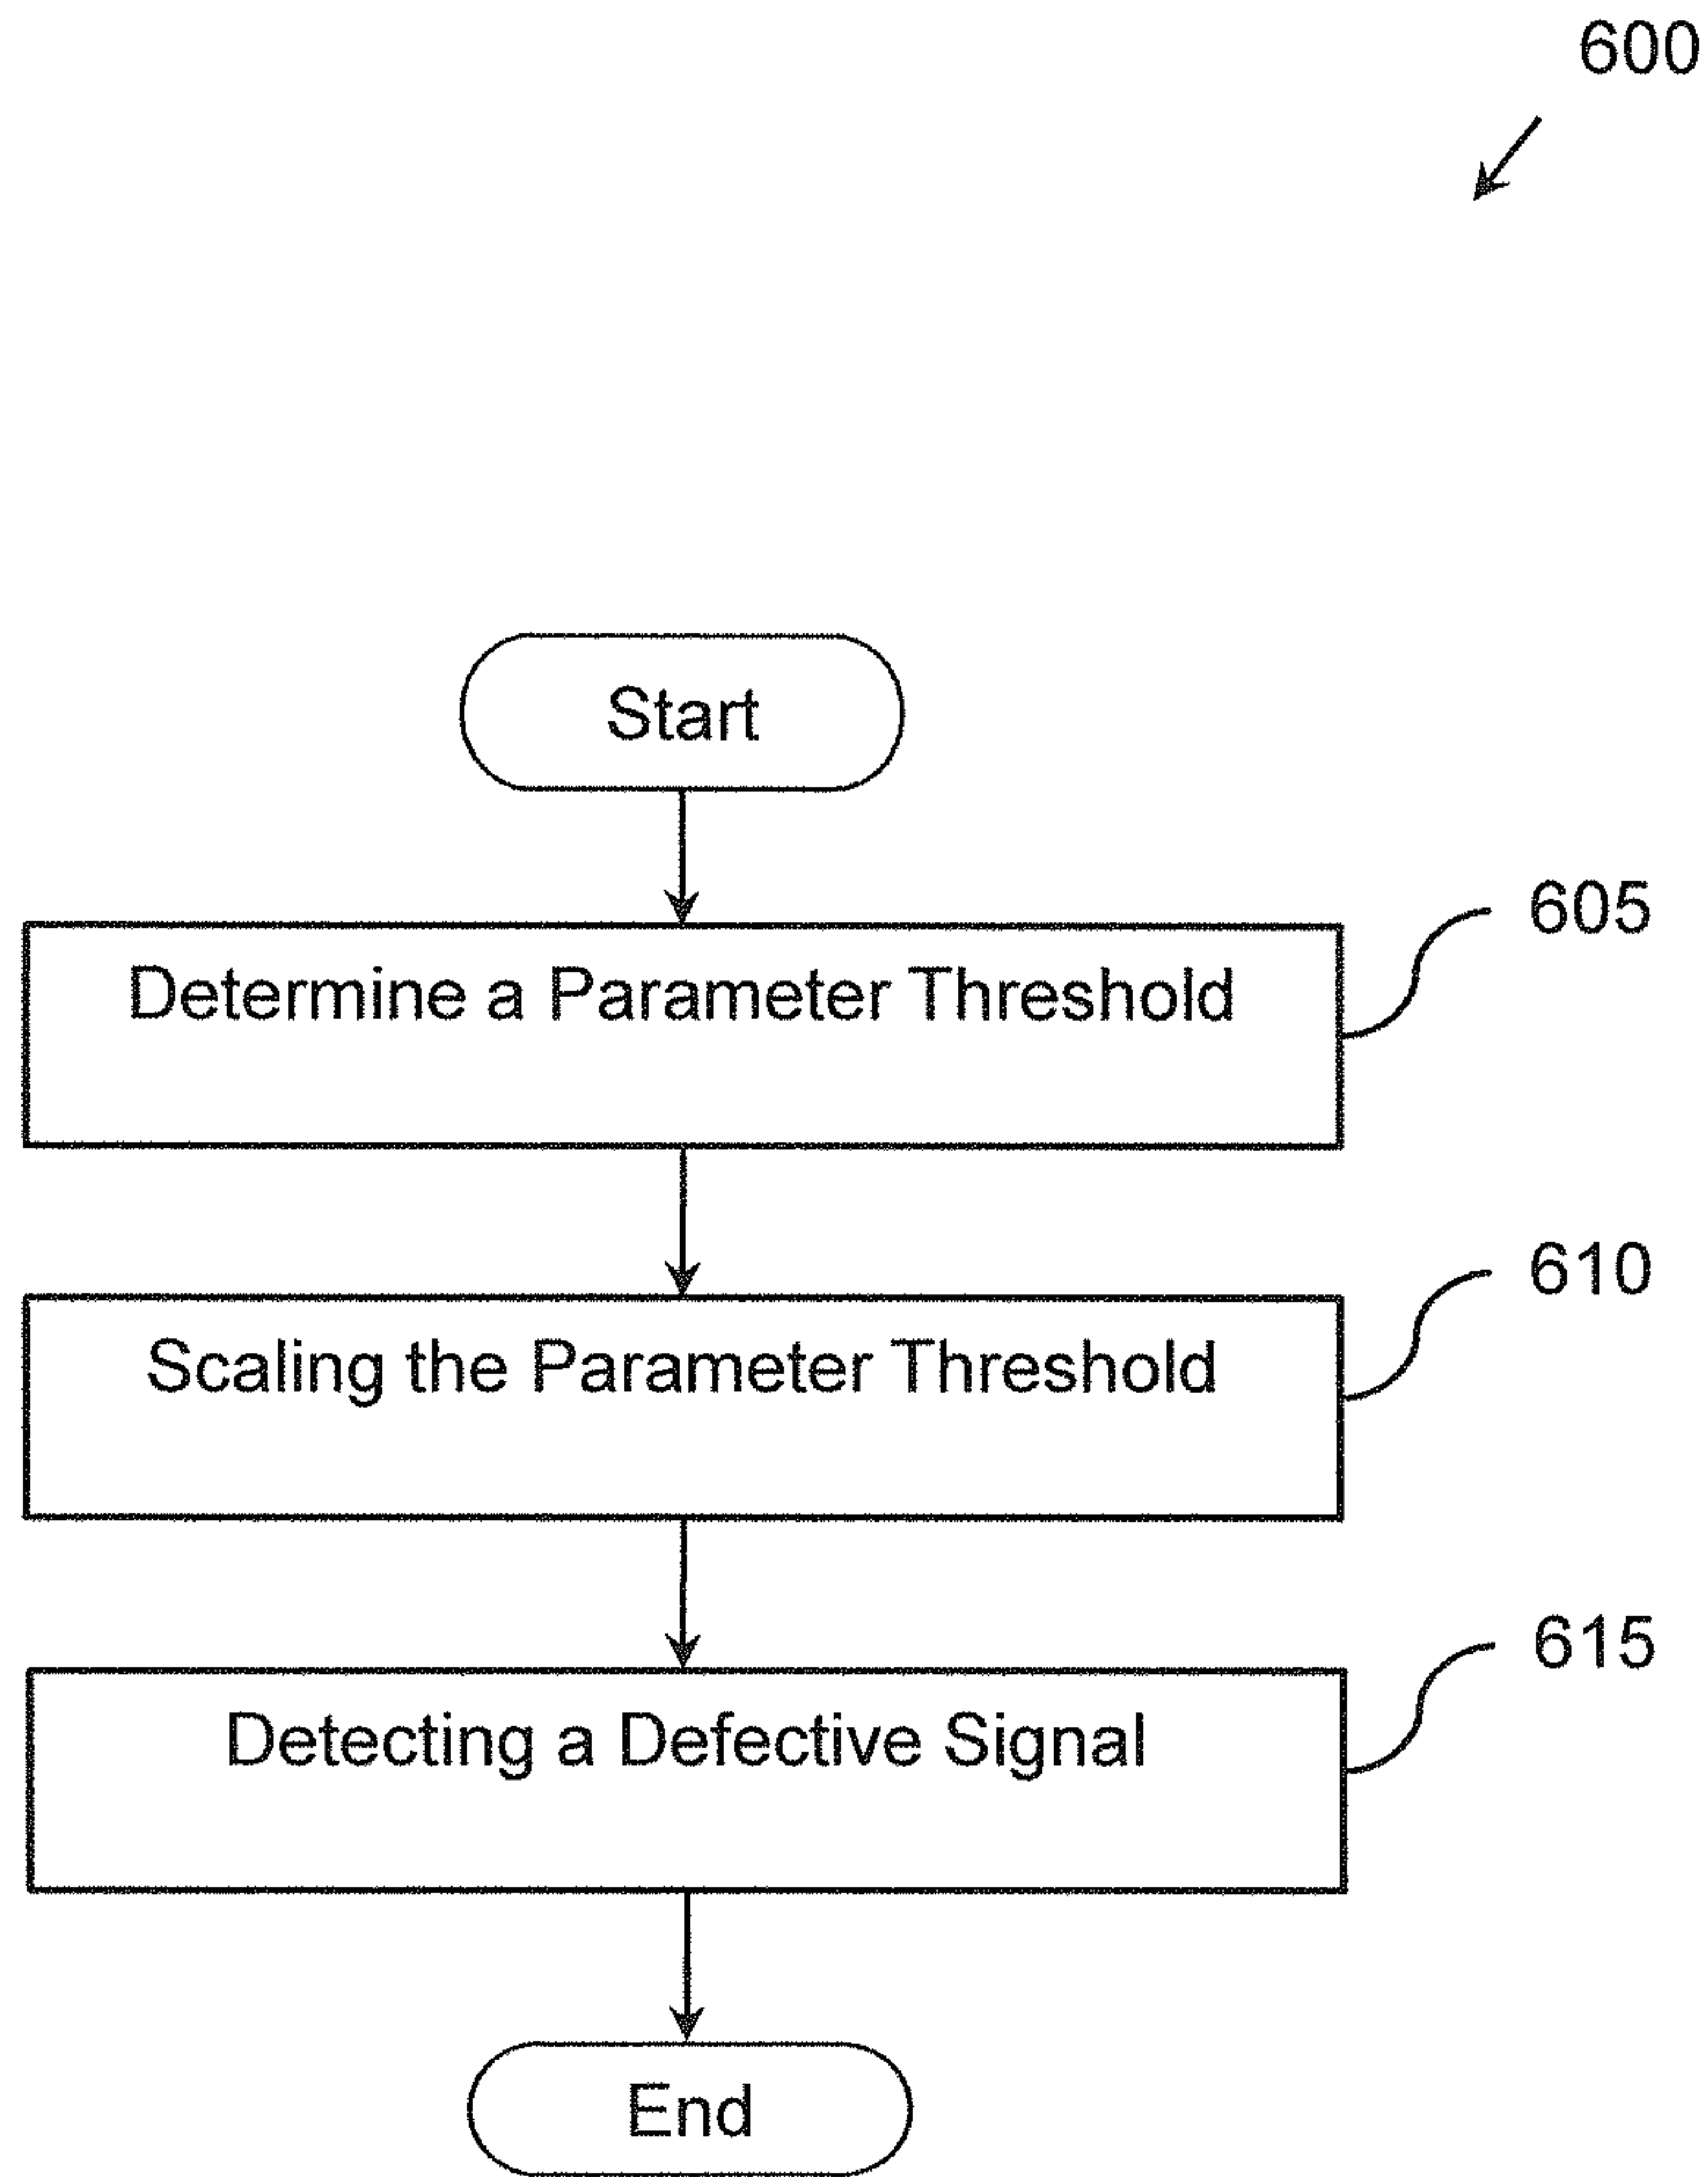 600
Start
605
Determine a Parameter Threshold
610
Scaling the Parameter Threshold
615
Detecting a Defective Signal
End